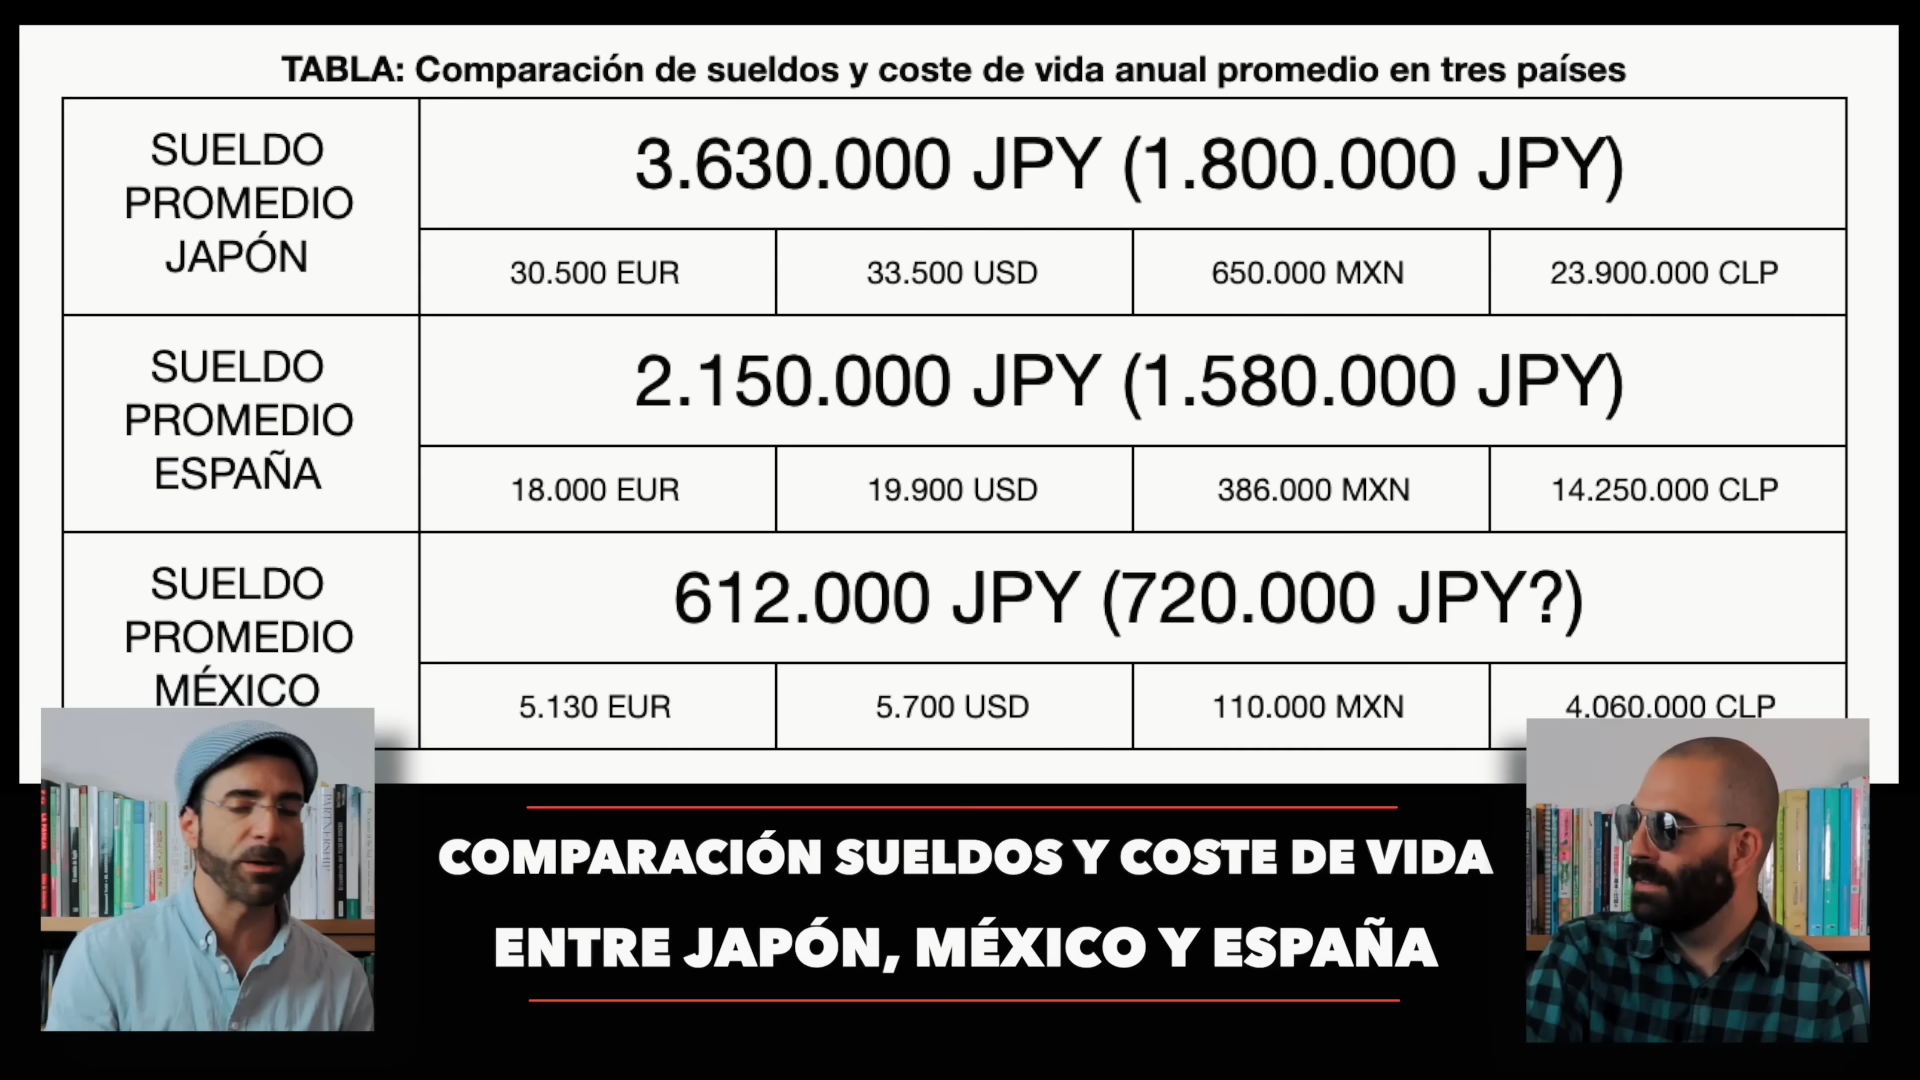 TABLA: Comparación de sueldos y coste de vida anual promedio en tres países
SUELDO
PROMEDIO
JAPÓN
3.630.000 JPY (1.800.000 JPY)
30.500 EUR
33.500 USD
650.000 MXN
23.900.000 CLP
SUELDO
PROMEDIO
ESPAÑA
2.150.000 JPY (1.580.000 JPY)
18.000 EUR
19.900 USD
386.000 MXN
14.250.000 CLP
SUELDO
PROMEDIO
MÉXICO
612.000 JPY (720.000 JPY?)
5.130 EUR
5.700 USD
110.000 MXN
4.060.000 CLP
COMPARACIÓN SUELDOS Y COSTE DE VIDA
ENTRE JAPÓN, MÉXICO Y ESPAÑA